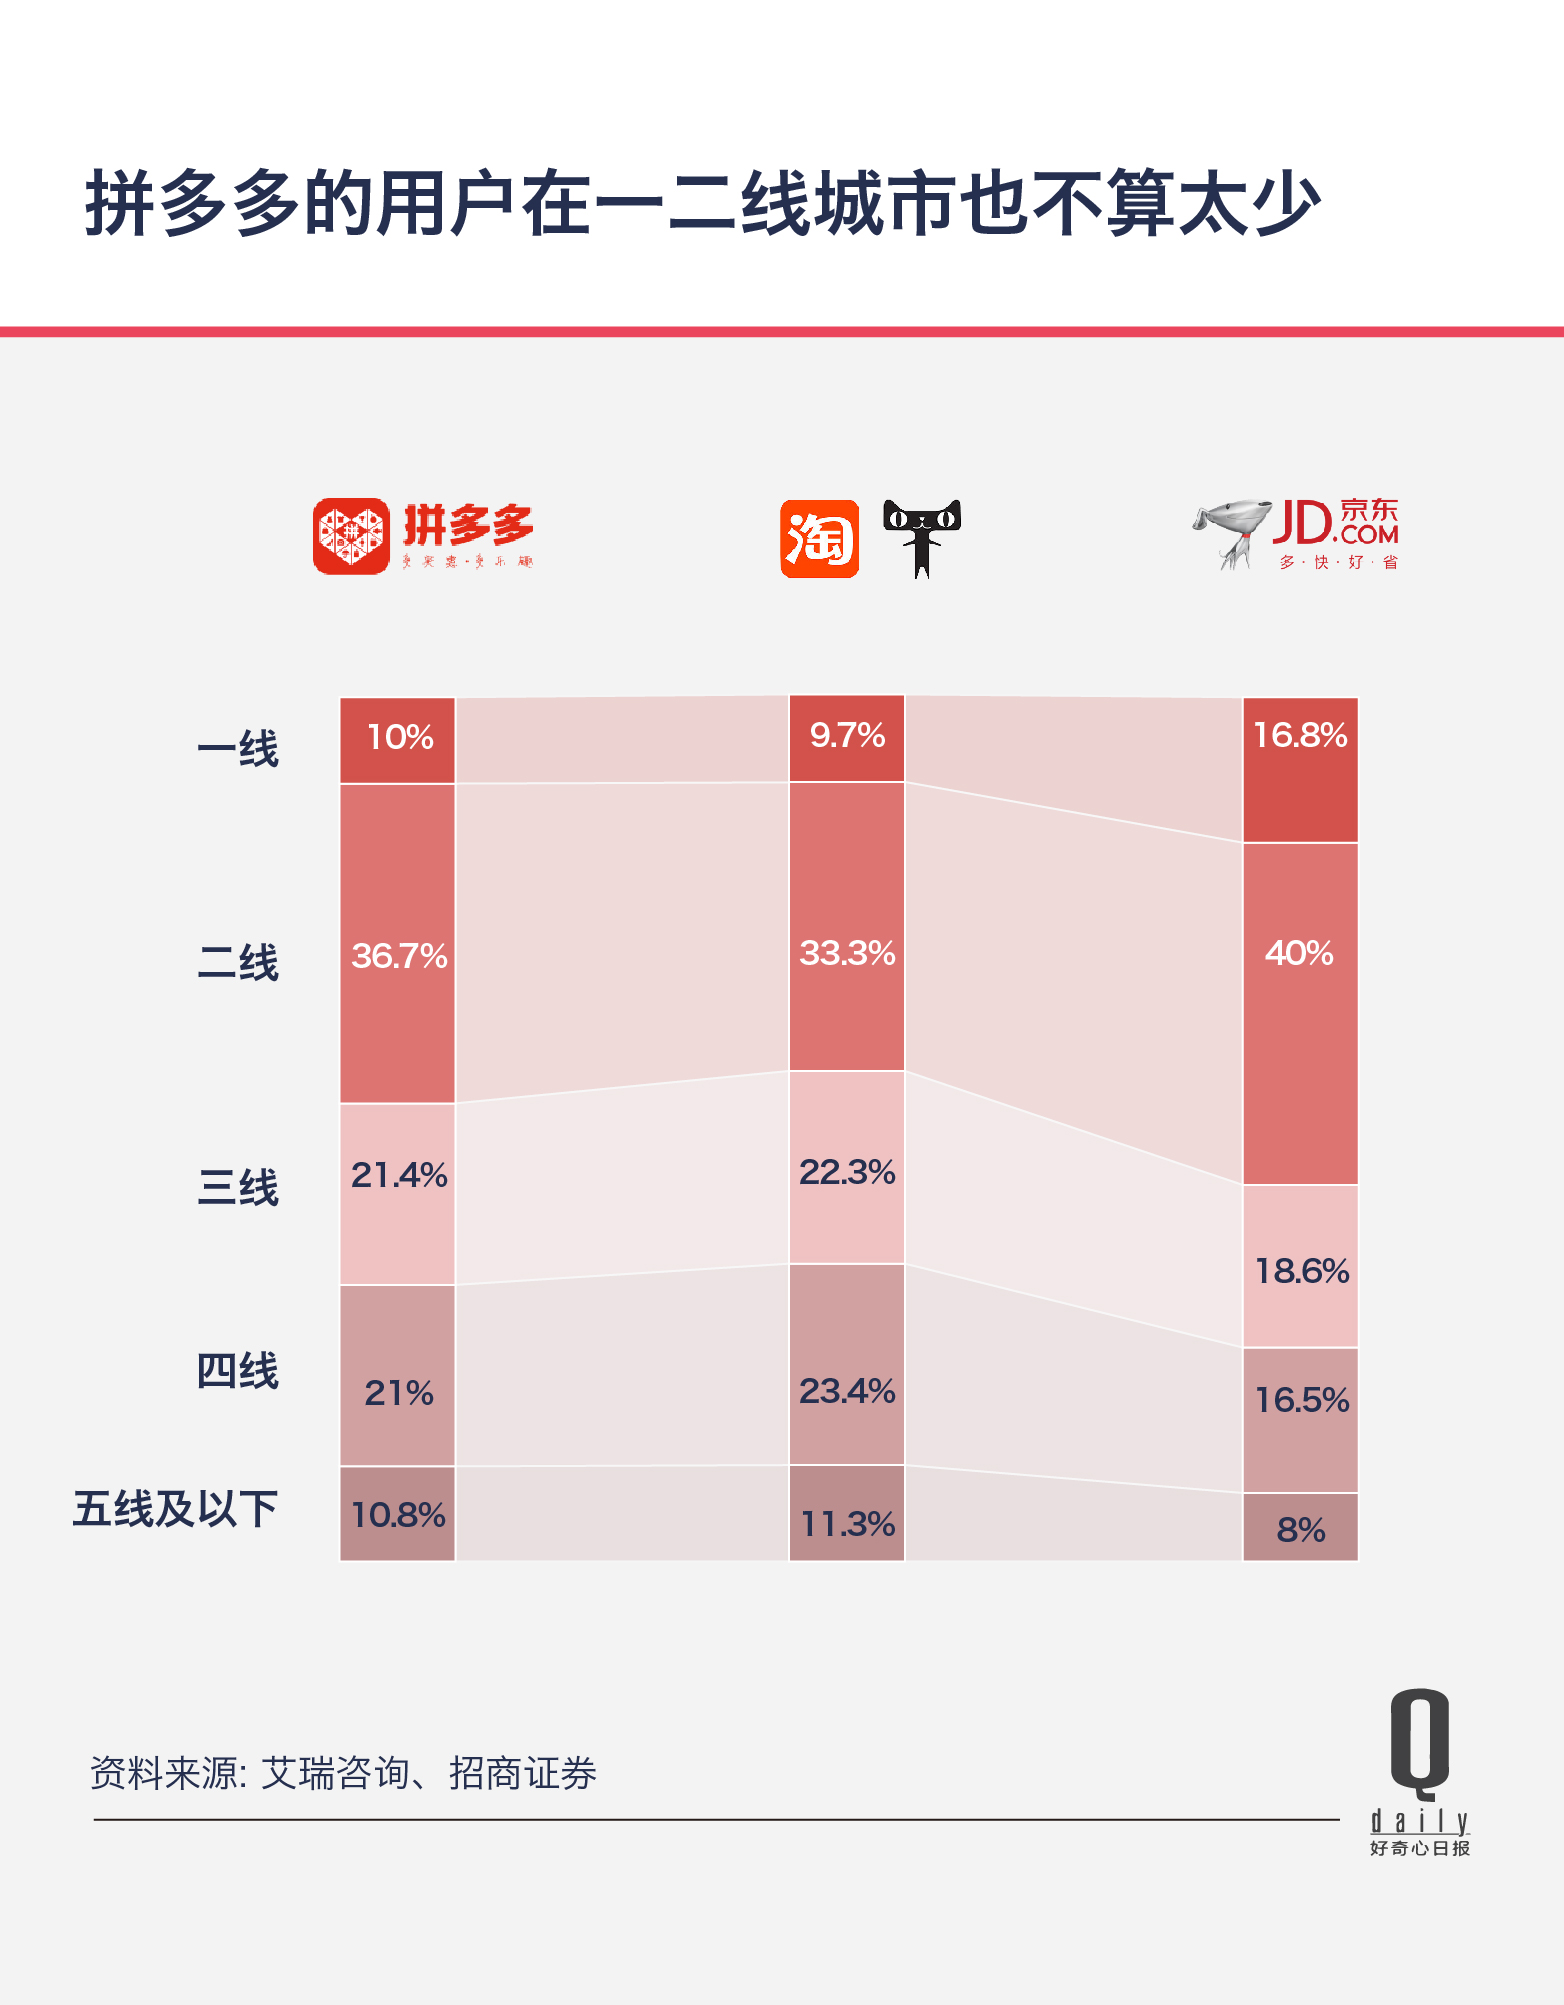 拼多多的用户在一二线城市也不算太少
拼
拼多多
淘
JD 京东
.COM
多·快·好·省
一线 10% 9.7% 16.8%
二线 36.7% 33.3% 40%
三线 21.4% 22.3% 18.6%
四线 21% 23.4% 16.5%
五线及以下 10.8% 11.3% 8%
资料来源: 艾瑞咨询、招商证券
Q
daily
好奇心日报